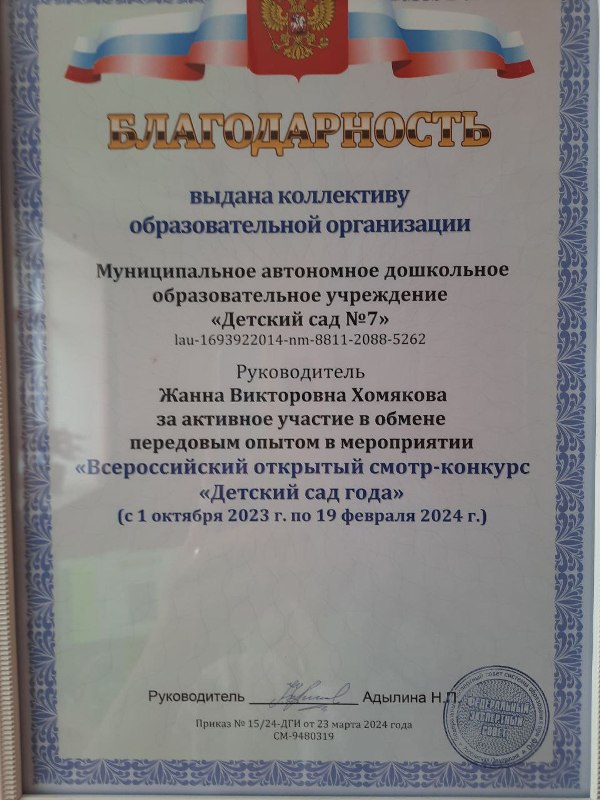 БЛАГОДАРНОСТЬ
выдана коллективу
образовательной организации
Муниципальное автономное дошкольное
образовательное учреждение
«Детский сад №7»
lau-1693922014-nm-8811-2088-5262
Руководитель
Жанна Викторовна Хомякова
за активное участие в обмене
передовым опытом в мероприятии
«Всероссийский открытый смотр-конкурс
«Детский сад года»
(с 1 октября 2023 г. по 19 февраля 2024 г.)
Руководитель Адылина Н.П.
Приказ № 15/24-ДГИ от 23 марта 2024 года
СМ-9480319
ФЕДЕРАЛЬНЫЙ
ЭКСПЕРТНЫЙ
СОВЕТ